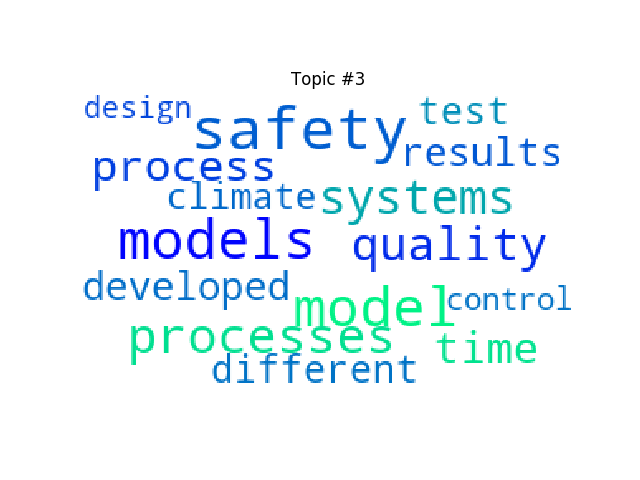 Topic #3
design
test
safety
results
process
climate
systems
models
quality
developed
model
control
processes
time
different